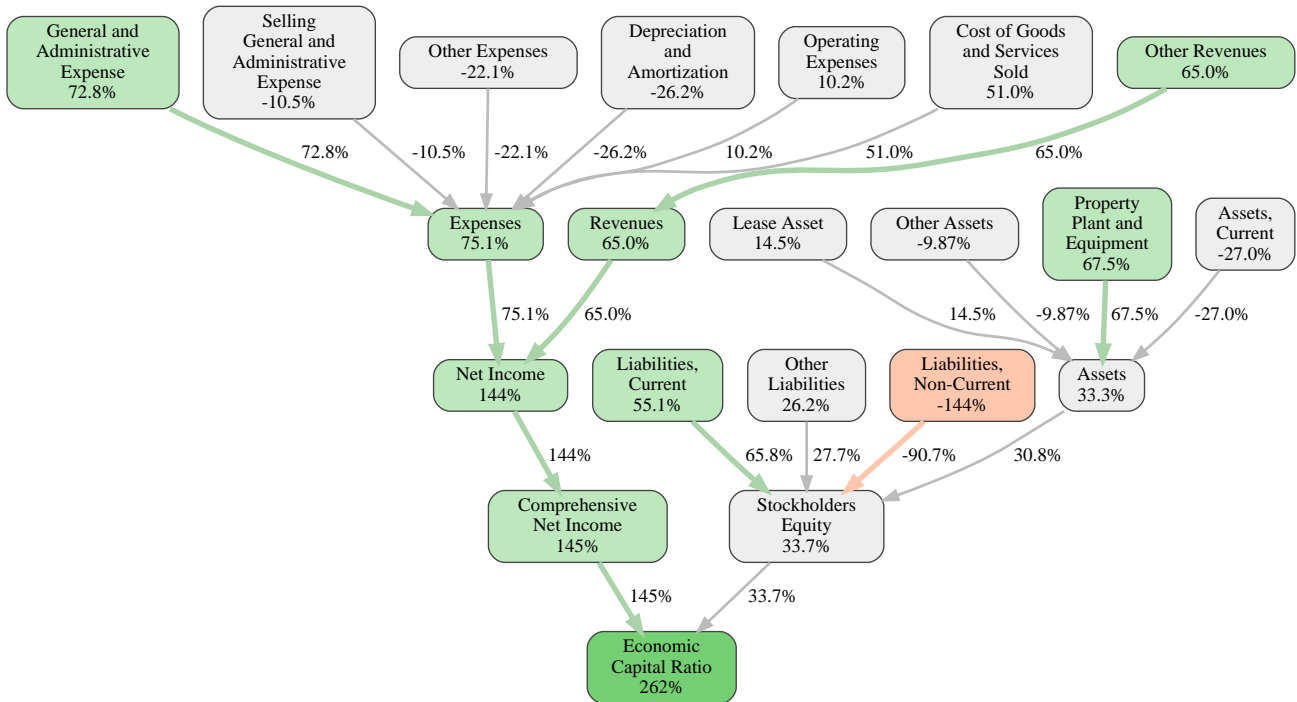 General and
Administrative
Expense
72.8%
Selling
General and
Administrative
Expense
-10.5%
Other Expenses
-22.1%
Depreciation
and
Amortization
-26.2%
Operating
Expenses
10.2%
Cost of Goods
and Services
Sold
51.0%
Other Revenues
65.0%
72.8%
-10.5%
-22.1%
-26.2%
10.2%
51.0%
65.0%
Expenses
75.1%
Revenues
65.0%
Lease Asset
14.5%
Other Assets
-9.87%
Property
Plant and
Equipment
67.5%
Assets,
Current
-27.0%
75.1%
65.0%
14.5%
-9.87%
67.5%
-27.0%
Net Income
144%
Liabilities,
Current
55.1%
Other
Liabilities
26.2%
Liabilities,
Non-Current
-144%
Assets
33.3%
144%
65.8%
27.7%
-90.7%
30.8%
Comprehensive
Net Income
145%
Stockholders
Equity
33.7%
145%
33.7%
Economic
Capital Ratio
262%